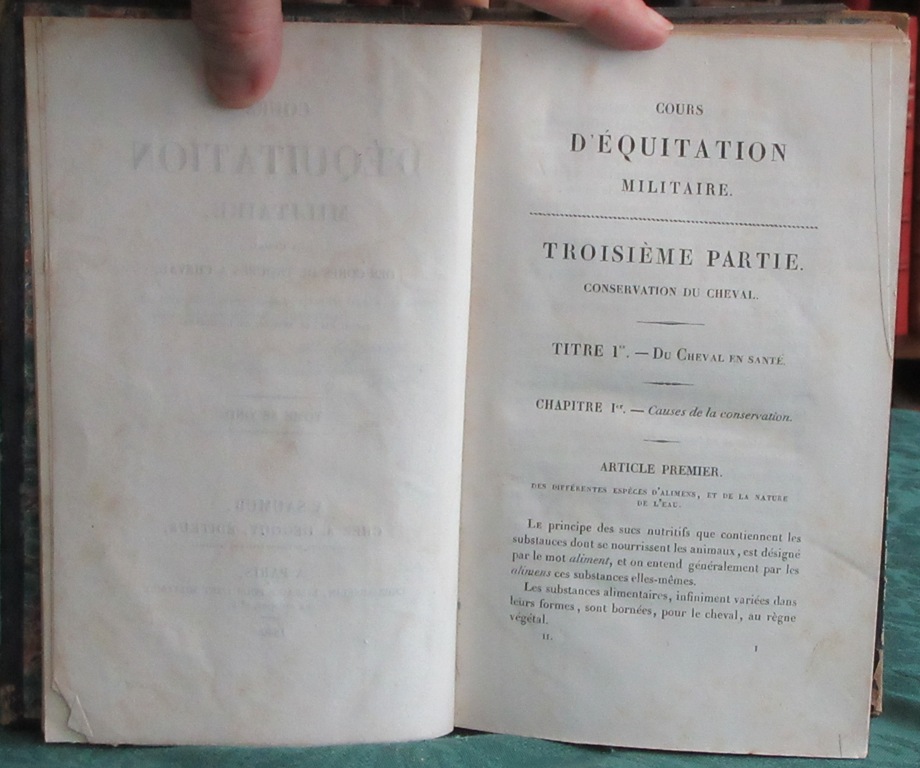 COURS
D'ÉQUITATION
MILITAIRE.
TROISIÈME PARTIE.
CONSERVATION DU CHEVAL.
TITRE Ier. — DU CHEVAL EN SANTÉ.
CHAPITRE Ier. — Causes de la conservation.
ARTICLE PREMIER.
DES DIFFÉRENTES ESPÈCES D'ALIMENS, ET DE LA NATURE
DE L'EAU.
LE principe des sucs nutritifs que contiennent les
substances dont se nourrissent les animaux, est désigné
par le mot aliment, et on entend généralement par les
alimens ces substances elles-mêmes.
Les substances alimentaires, infiniment variées dans
leurs formes, sont bornées, pour le cheval, au règne
végétal.
II.
1